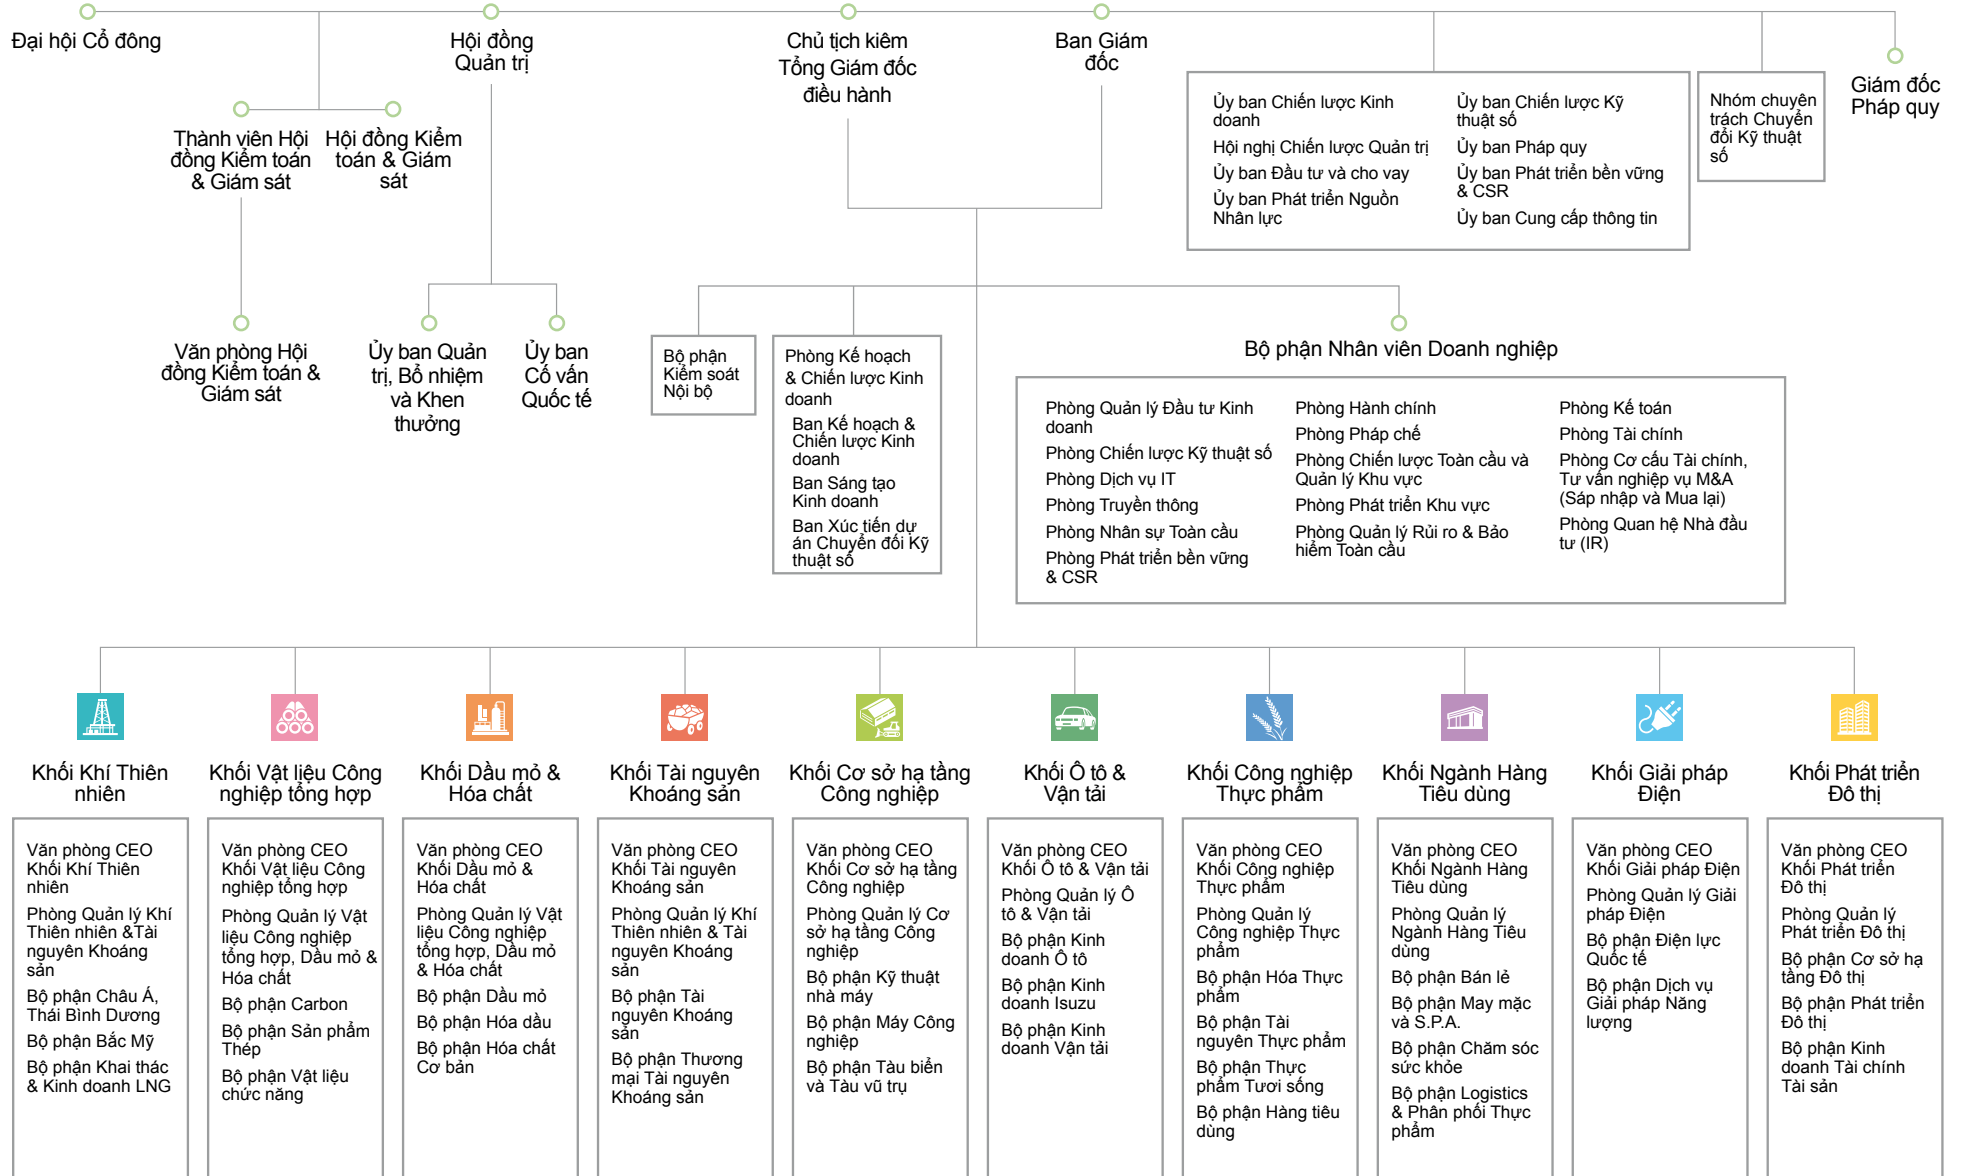 Đại hội Cổ đông
Hội đồng
Quản trị
Chủ tịch kiêm
Tổng Giám đốc
điều hành
Ban Giám
đốc
Giám đốc
Pháp quy
Ủy ban Chiến lược Kinh
doanh
Hội nghị Chiến lược Quản trị
Ủy ban Đầu tư và cho vay
Ủy ban Phát triển Nguồn
Nhân lực
Ủy ban Chiến lược Kỹ
thuật số
Ủy ban Pháp quy
Ủy ban Phát triển bền vững
& CSR
Ủy ban Cung cấp thông tin
Nhóm chuyên
trách Chuyển
đổi Kỹ thuật
số
Thành viên Hội
đồng Kiểm toán
& Giám sát
Hội đồng Kiểm
toán & Giám
sát
Văn phòng Hội
đồng Kiểm toán &
Giám sát
Ủy ban Quản
trị, Bổ nhiệm
và Khen
thưởng
Ủy ban
Cố vấn
Quốc tế
Bộ phận
Kiểm soát
Nội bộ
Phòng Kế hoạch
& Chiến lược Kinh
doanh
Ban Kế hoạch &
Chiến lược Kinh
doanh
Ban Sáng tạo
Kinh doanh
Ban Xúc tiến dự
án Chuyển đối Kỹ
thuật số
Bộ phận Nhân viên Doanh nghiệp
Phòng Quản lý Đầu tư Kinh
doanh
Phòng Chiến lược Kỹ thuật số
Phòng Dịch vụ IT
Phòng Truyền thông
Phòng Nhân sự Toàn cầu
Phòng Phát triển bền vững
& CSR
Phòng Hành chính
Phòng Pháp chế
Phòng Chiến lược Toàn cầu và
Quản lý Khu vực
Phòng Phát triển Khu vực
Phòng Quản lý Rủi ro & Bảo
hiểm Toàn cầu
Phòng Kế toán
Phòng Tài chính
Phòng Cơ cấu Tài chính,
Tư vấn nghiệp vụ M&A
(Sáp nhập và Mua lại)
Phòng Quan hệ Nhà đầu
tư (IR)
Khối Khí Thiên
nhiên
Văn phòng CEO
Khối Khí Thiên
nhiên
Phòng Quản lý Khí
Thiên nhiên &Tài
nguyên Khoáng
sản
Bộ phận Châu Á,
Thái Bình Dương
Bộ phận Bắc Mỹ
Bộ phận Khai thác
& Kinh doanh LNG
Khối Vật liệu Công
nghiệp tổng hợp
Văn phòng CEO
Khối Vật liệu Công
nghiệp tổng hợp
Phòng Quản lý Vật
liệu Công nghiệp
tổng hợp, Dầu mỏ &
Hóa chất
Bộ phận Carbon
Bộ phận Sản phẩm
Thép
Bộ phận Vật liệu
chức năng
Khối Dầu mỏ &
Hóa chất
Văn phòng CEO
Khối Dầu mỏ &
Hóa chất
Phòng Quản lý Vật
liệu Công nghiệp
tổng hợp, Dầu mỏ
& Hóa chất
Bộ phận Dầu mỏ
Bộ phận Hóa dầu
Bộ phận Hóa chất
Cơ bản
Khối Tài nguyên
Khoáng sản
Văn phòng CEO
Khối Tài nguyên
Khoáng sản
Phòng Quản lý Khí
Thiên nhiên & Tài
nguyên Khoáng
sản
Bộ phận Tài
nguyên Khoáng
sản
Bộ phận Thương
mại Tài nguyên
Khoáng sản
Khối Cơ sở hạ tầng
Công nghiệp
Văn phòng CEO
Khối Cơ sở hạ tầng
Công nghiệp
Phòng Quản lý Cơ
sở hạ tầng Công
nghiệp
Bộ phận Kỹ thuật
nhà máy
Bộ phận Máy Công
nghiệp
Bộ phận Tàu biển
và Tàu vũ trụ
Khối Ô tô &
Vận tải
Văn phòng CEO
Khối Ô tô & Vận tải
Phòng Quản lý Ô
tô & Vận tải
Bộ phận Kinh
doanh Ô tô
Bộ phận Kinh
doanh Isuzu
Bộ phận Kinh
doanh Vận tải
Khối Công nghiệp
Thực phẩm
Văn phòng CEO
Khối Công nghiệp
Thực phẩm
Phòng Quản lý
Công nghiệp Thực
phẩm
Bộ phận Hóa Thực
phẩm
Bộ phận Tài
nguyên Thực phẩm
Bộ phận Thực
phẩm Tươi sống
Bộ phận Hàng tiêu
dùng
Khối Ngành Hàng
Tiêu dùng
Văn phòng CEO
Khối Ngành Hàng
Tiêu dùng
Phòng Quản lý
Ngành Hàng Tiêu
dùng
Bộ phận Bán lẻ
Bộ phận May mặc
và S.P.A.
Bộ phận Chăm sóc
sức khỏe
Bộ phận Logistics
& Phân phối Thực
phẩm
Khối Giải pháp
Điện
Văn phòng CEO
Khối Giải pháp Điện
Phòng Quản lý Giải
pháp Điện
Bộ phận Điện lực
Quốc tế
Bộ phận Dịch vụ
Giải pháp Năng
lượng
Khối Phát triển
Đô thị
Văn phòng CEO
Khối Phát triển
Đô thị
Phòng Quản lý
Phát triển Đô thị
Bộ phận Cơ sở hạ
tầng Đô thị
Bộ phận Phát triển
Đô thị
Bộ phận Kinh
doanh Tài chính
Tài sản